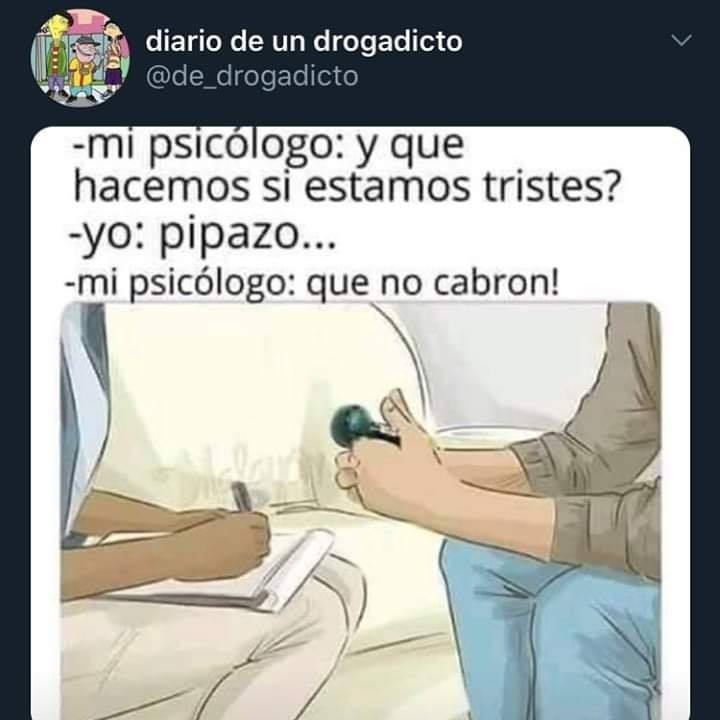 diario de un drogadicto
@de_drogadicto
-mi psicólogo: y que
hacemos si estamos tristes?
-yo: pipazo...
-mi psicólogo: que no cabron!